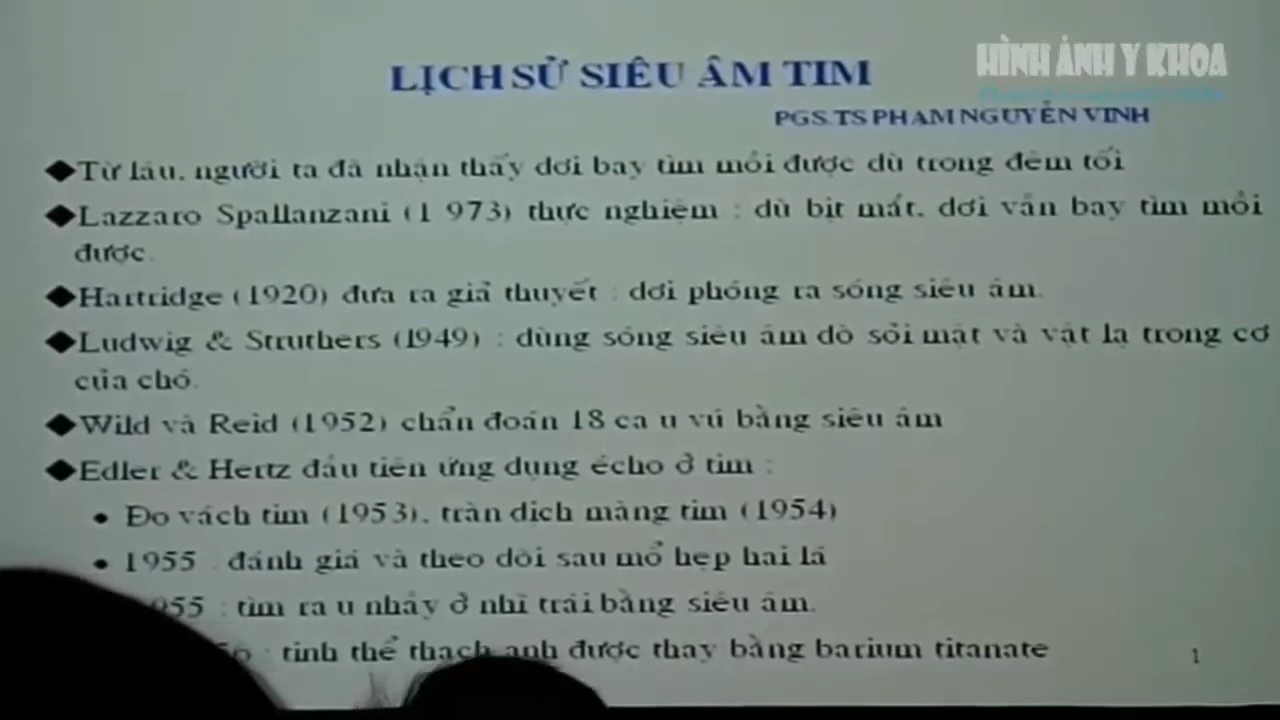 HÌNH ẢNH Y KHOA
LỊCH SỬ SIÊU ÂM TIM
PGS.TS PHẠM NGUYỄN VINH
◆Từ lâu, người ta đã nhận thấy dơi bay tìm mồi được dù trong đêm tối
◆Lazzaro Spallanzani (1 973) thực nghiệm : dù bịt mắt, dơi vẫn bay tìm mồi
được.
◆Hartridge (1920) đưa ra giả thuyết : dơi phóng ra sóng siêu âm.
◆Ludwig & Struthers (1949) : dùng sóng siêu âm dò sỏi mật và vật lạ trong cơ
của chó.
◆Wild và Reid (1952) chẩn đoán 18 ca u vú bằng siêu âm
◆Edler & Hertz đầu tiên ứng dụng écho ở tim :
• Đo vách tim (1953), tràn dịch màng tim (1954)
• 1955 : đánh giá và theo dõi sau mổ hẹp hai lá
: tìm ra u nhầy ở nhĩ trái bằng siêu âm.
: tinh thể thạch anh được thay bằng barium titanate
1